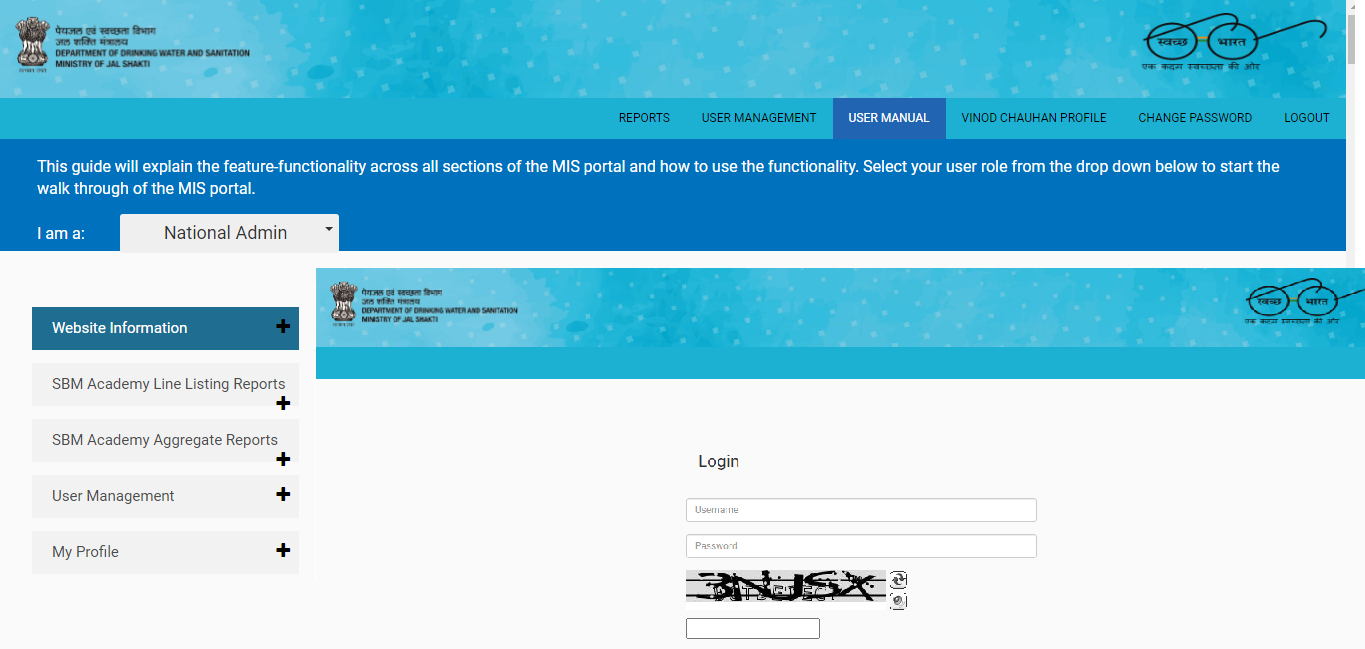 पेयजल एवं स्वच्छता विभाग
जल शक्ति मंत्रालय
DEPARTMENT OF DRINKING WATER AND SANITATION
MINISTRY OF JAL SHAKTI
स्वच्छ भारत
एक कदम स्वच्छता की ओर
REPORTS USER MANAGEMENT USER MANUAL VINOD CHAUHAN PROFILE CHANGE PASSWORD LOGOUT
This guide will explain the feature-functionality across all sections of the MIS portal and how to use the functionality. Select your user role from the drop down below to start the
walk through of the MIS portal.
I am a: National Admin
Website Information
SBM Academy Line Listing Reports
SBM Academy Aggregate Reports
User Management
My Profile
पेयजल एवं स्वच्छता विभाग
जल शक्ति मंत्रालय
DEPARTMENT OF DRINKING WATER AND SANITATION
MINISTRY OF JAL SHAKTI
स्वच्छ भारत
एक कदम स्वच्छता की ओर
Login
Username
Password